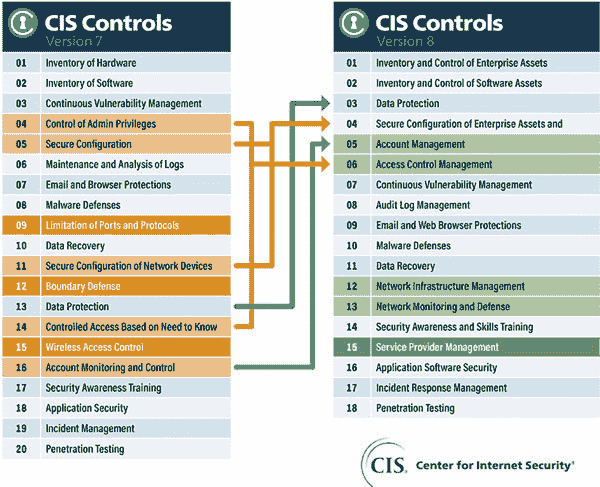 CIS Controls
Version 7
01 Inventory of Hardware
02 Inventory of Software
03 Continuous Vulnerability Management
04 Control of Admin Privileges
05 Secure Configuration
06 Maintenance and Analysis of Logs
07 Email and Browser Protections
08 Malware Defenses
09 Limitation of Ports and Protocols
10 Data Recovery
11 Secure Configuration of Network Devices
12 Boundary Defense
13 Data Protection
14 Controlled Access Based on Need to Know
15 Wireless Access Control
16 Account Monitoring and Control
17 Security Awareness Training
18 Application Security
19 Incident Management
20 Penetration Testing
CIS Controls
Version 8
01 Inventory and Control of Enterprise Assets
02 Inventory and Control of Software Assets
03 Data Protection
04 Secure Configuration of Enterprise Assets and
05 Account Management
06 Access Control Management
07 Continuous Vulnerability Management
08 Audit Log Management
09 Email and Web Browser Protections
10 Malware Defenses
11 Data Recovery
12 Network Infrastructure Management
13 Network Monitoring and Defense
14 Security Awareness and Skills Training
15 Service Provider Management
16 Application Software Security
17 Incident Response Management
18 Penetration Testing
CIS. Center for Internet Security®